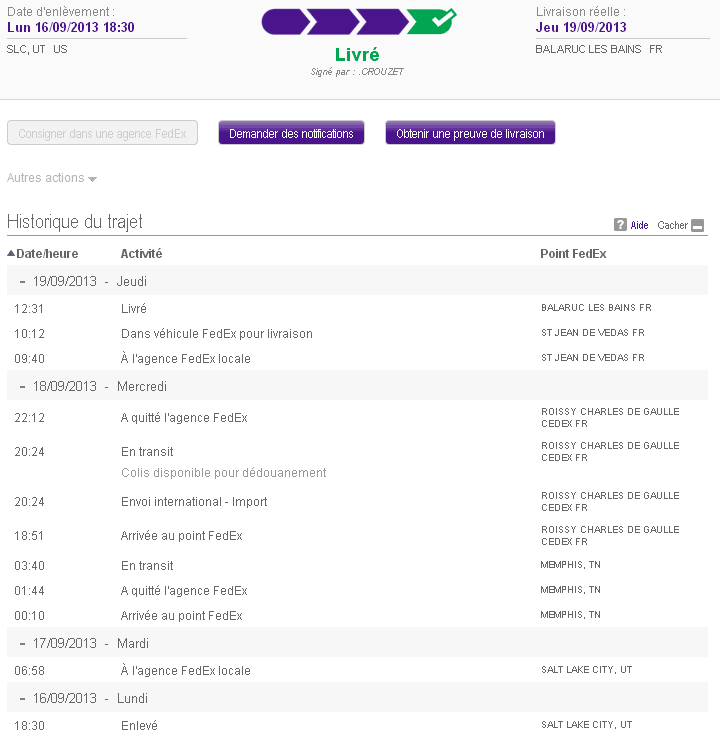 Date d'enlèvement :
Lun 16/09/2013 18:30
SLC, UT US
Livré
Signé par : .CROUZET
Livraison réelle :
Jeu 19/09/2013
BALARUC LES BAINS FR
Consigner dans une agence FedEx
Demander des notifications
Obtenir une preuve de livraison
Autres actions
Historique du trajet
? Aide Cacher
Date/heure Activité Point FedEx
- 19/09/2013 - Jeudi
12:31 Livré BALARUC LES BAINS FR
10:12 Dans véhicule FedEx pour livraison ST JEAN DE VEDAS FR
09:40 À l'agence FedEx locale ST JEAN DE VEDAS FR
- 18/09/2013 - Mercredi
22:12 A quitté l'agence FedEx ROISSY CHARLES DE GAULLE
CEDEX FR
20:24 En transit ROISSY CHARLES DE GAULLE
CEDEX FR
Colis disponible pour dédouanement
20:24 Envoi international - Import ROISSY CHARLES DE GAULLE
CEDEX FR
18:51 Arrivée au point FedEx ROISSY CHARLES DE GAULLE
CEDEX FR
03:40 En transit MEMPHIS, TN
01:44 A quitté l'agence FedEx MEMPHIS, TN
00:10 Arrivée au point FedEx MEMPHIS, TN
- 17/09/2013 - Mardi
06:58 À l'agence FedEx locale SALT LAKE CITY, UT
- 16/09/2013 - Lundi
18:30 Enlevé SALT LAKE CITY, UT